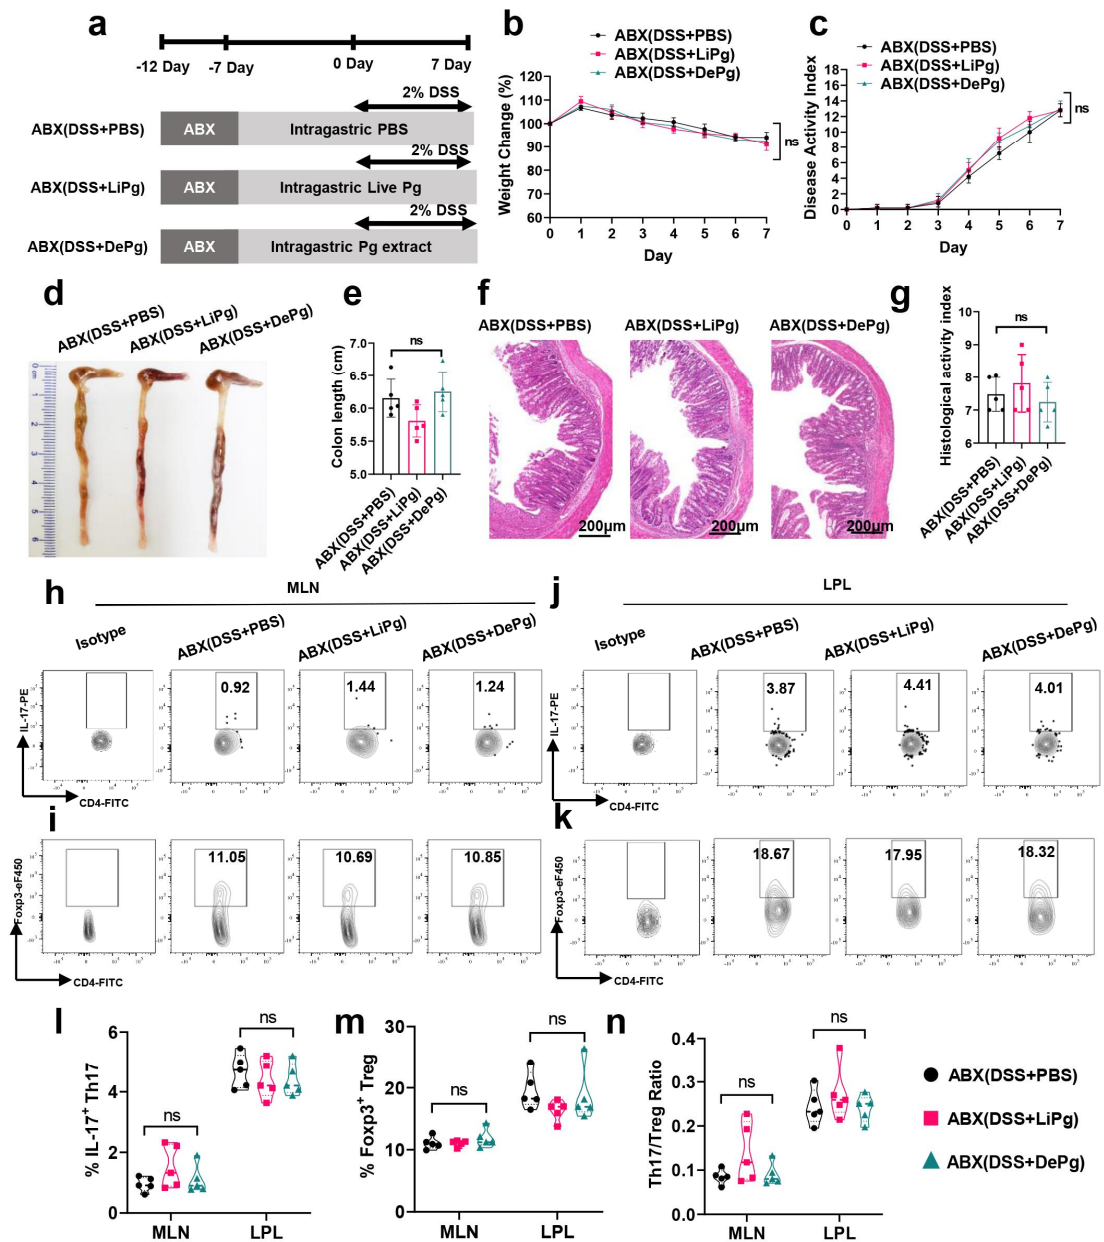 a
-12 Day
-7 Day
0 Day
7 Day
2% DSS
ABX(DSS+PBS)
ABX
Intragastric PBS
2% DSS
ABX(DSS+LiPg)
ABX
Intragastric Live Pg
2% DSS
ABX(DSS+DePg)
ABX
Intragastric Pg extract
b
ABX(DSS+PBS)
ABX(DSS+LiPg)
ABX(DSS+DePg)
Weight Change (%)
120
110
100
90
80
70
60
0 1 2 3 4 5 6 7
Day
ns
c
ABX(DSS+PBS)
ABX(DSS+LiPg)
ABX(DSS+DePg)
Disease Activity Index
18
16
14
12
10
8
6
4
2
0
0 1 2 3 4 5 6 7
Day
ns
d
ABX(DSS+PBS)
ABX(DSS+LiPg)
ABX(DSS+DePg)
e
Colon length (cm)
7.0
6.5
6.0
5.5
5.0
ns
ABX(DSS+PBS)
ABX(DSS+LiPg)
ABX(DSS+DePg)
f
ABX(DSS+PBS)
ABX(DSS+LiPg)
ABX(DSS+DePg)
200μm
200μm
200μm
g
Histological activity index
10
9
8
7
6
ns
ABX(DSS+PBS)
ABX(DSS+LiPg)
ABX(DSS+DePg)
h
MLN
Isotype
ABX(DSS+PBS)
ABX(DSS+LiPg)
ABX(DSS+DePg)
IL-17-PE
0.92
1.44
1.24
CD4-FITC
i
Foxp3-eF450
11.05
10.69
10.85
CD4-FITC
j
LPL
Isotype
ABX(DSS+PBS)
ABX(DSS+LiPg)
ABX(DSS+DePg)
IL-17-PE
3.87
4.41
4.01
CD4-FITC
k
Foxp3-eF450
18.67
17.95
18.32
CD4-FITC
l
% IL-17+ Th17
6
4
2
0
ns
ns
MLN
LPL
m
% Foxp3+ Treg
30
20
10
0
ns
ns
MLN
LPL
n
Th17/Treg Ratio
0.4
0.3
0.2
0.1
0.0
ns
ns
MLN
LPL
ABX(DSS+PBS)
ABX(DSS+LiPg)
ABX(DSS+DePg)